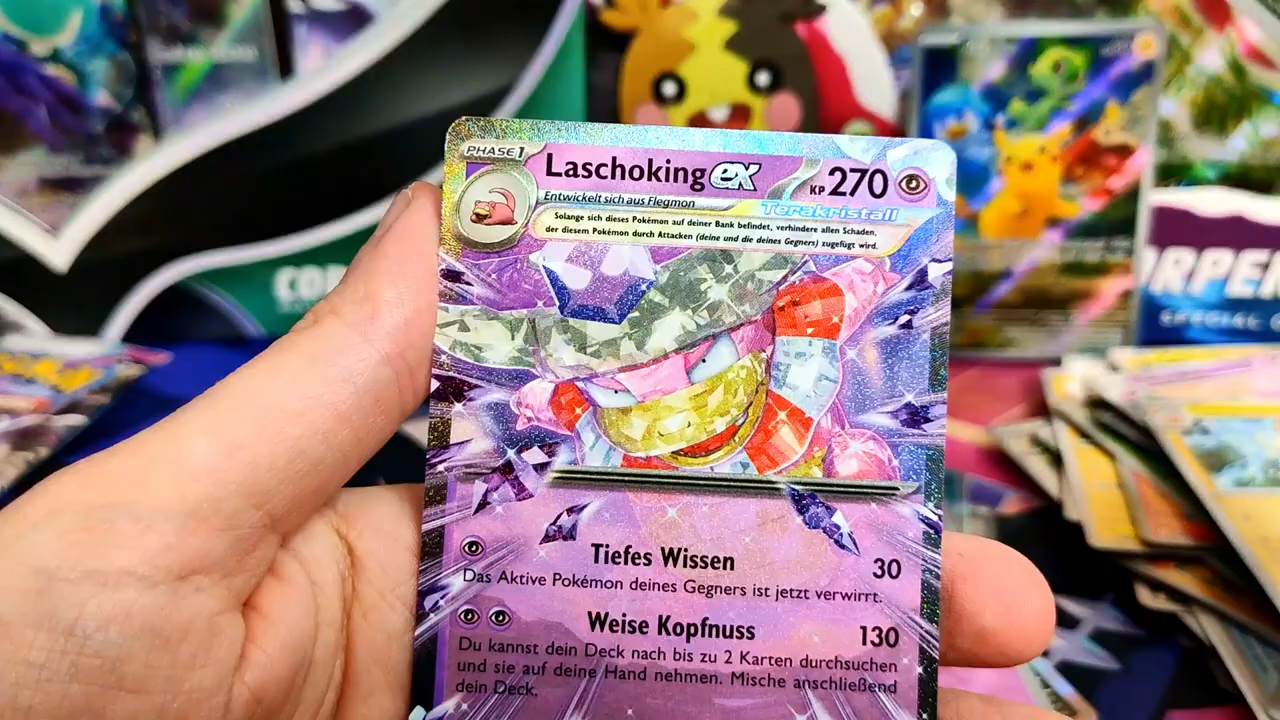 PHASE 1
Laschoking ex
KP 270
Entwickelt sich aus Flegmon
Terakristall
Solange sich dieses Pokémon auf deiner Bank befindet, verhindere allen Schaden,
der diesem Pokémon durch Attacken (deine und die deines Gegners) zugefügt wird.
Tiefes Wissen 30
Das Aktive Pokémon deines Gegners ist jetzt verwirrt.
Weise Kopfnuss 130
Du kannst dein Deck nach bis zu 2 Karten durchsuchen
und sie auf deine Hand nehmen. Mische anschließend
dein Deck.
ORPE
SPECIAL